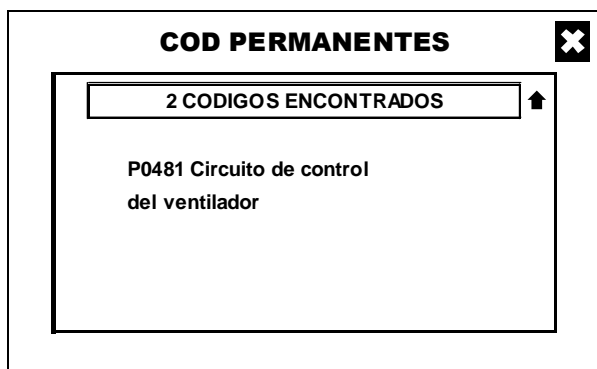 COD PERMANENTES
2 CODIGOS ENCONTRADOS
P0481 Circuito de control
del ventilador